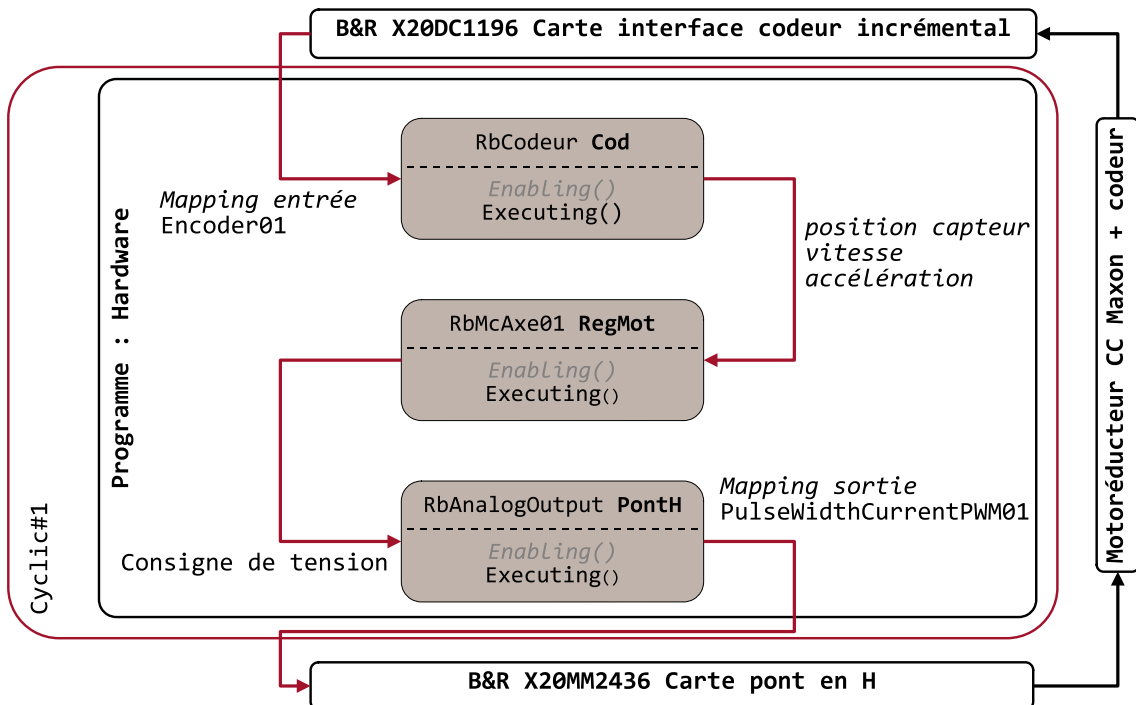 B&R X20DC1196 Carte interface codeur incrémental
RbCodeur Cod
Enabling()
Executing()
Mapping entrée
Encoder01
position capteur
vitesse
accélération
Programme : Hardware
RbMcAxe01 RegMot
Enabling()
Executing()
Motoréducteur CC Maxon + codeur
RbAnalogOutput PontH
Enabling()
Executing()
Mapping sortie
PulseWidthCurrentPWM01
Consigne de tension
Cyclic#1
B&R X20MM2436 Carte pont en H